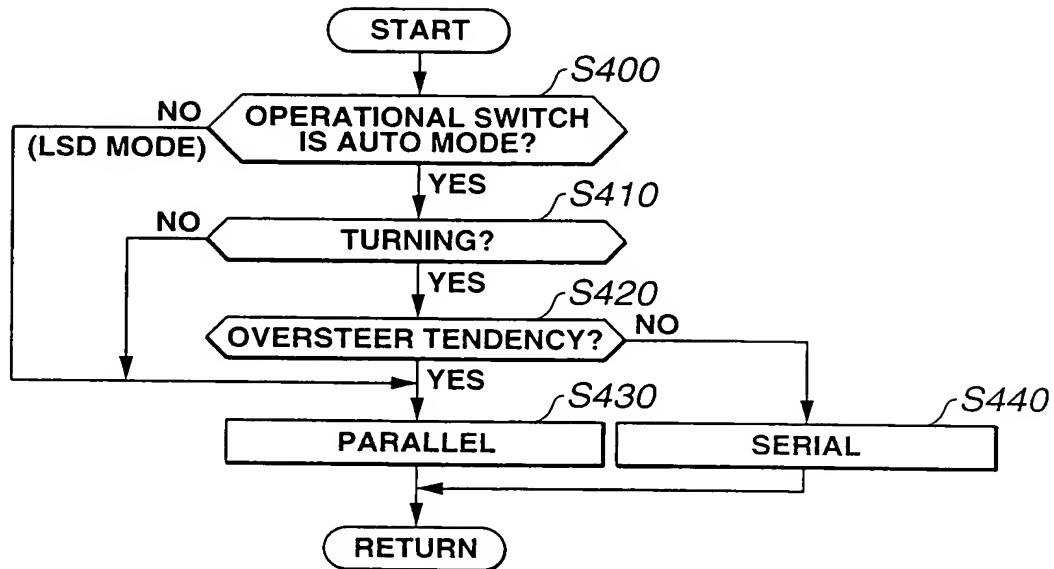 START
S400
NO
(LSD MODE)
OPERATIONAL SWITCH
IS AUTO MODE?
YES
S410
NO
TURNING?
YES
S420
OVERSTEER TENDENCY?
NO
YES
S430
S440
PARALLEL
SERIAL
RETURN